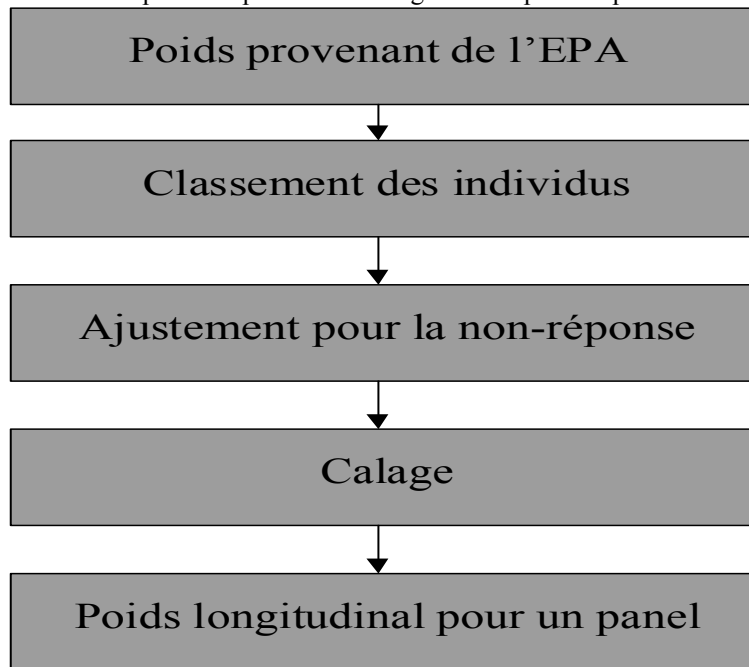 Poids provenant de l'EPA
Classement des individus
Ajustement pour la non-réponse
Calage
Poids longitudinal pour un panel